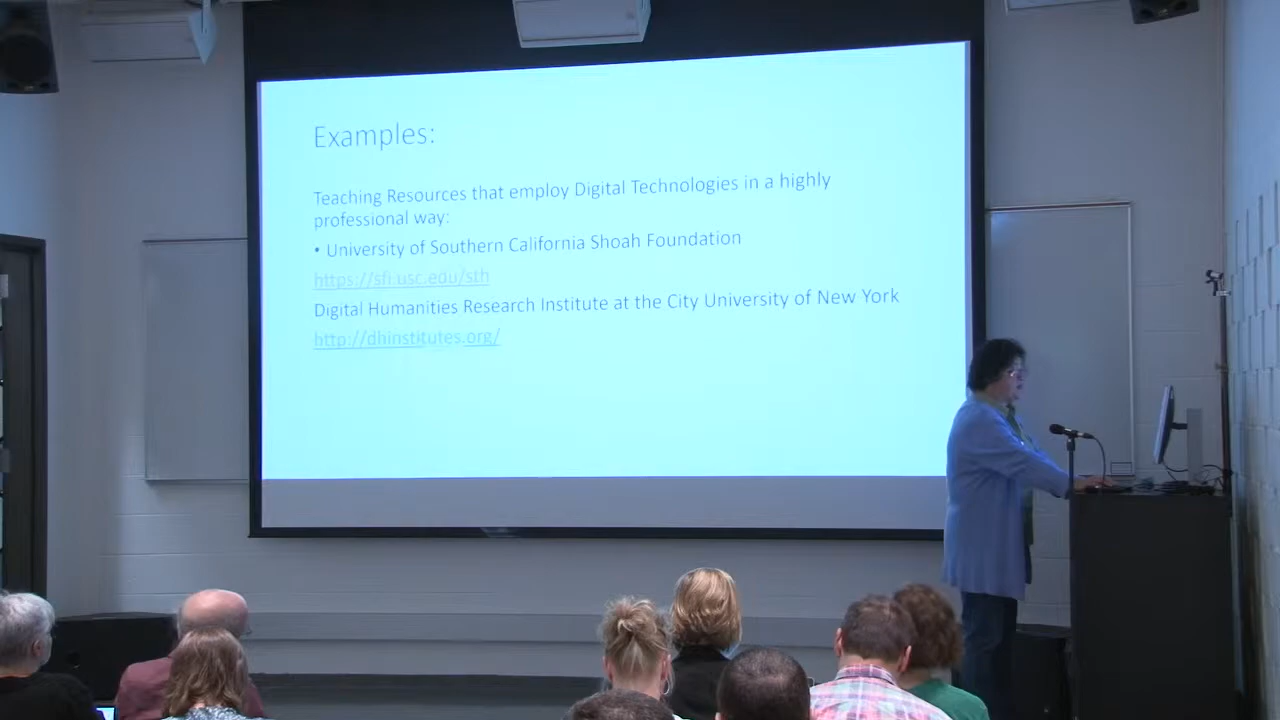 Examples:
Teaching Resources that employ Digital Technologies in a highly
professional way:
• University of Southern California Shoah Foundation
https://sfi.usc.edu/sth
Digital Humanities Research Institute at the City University of New York
http://dhinstitutes.org/